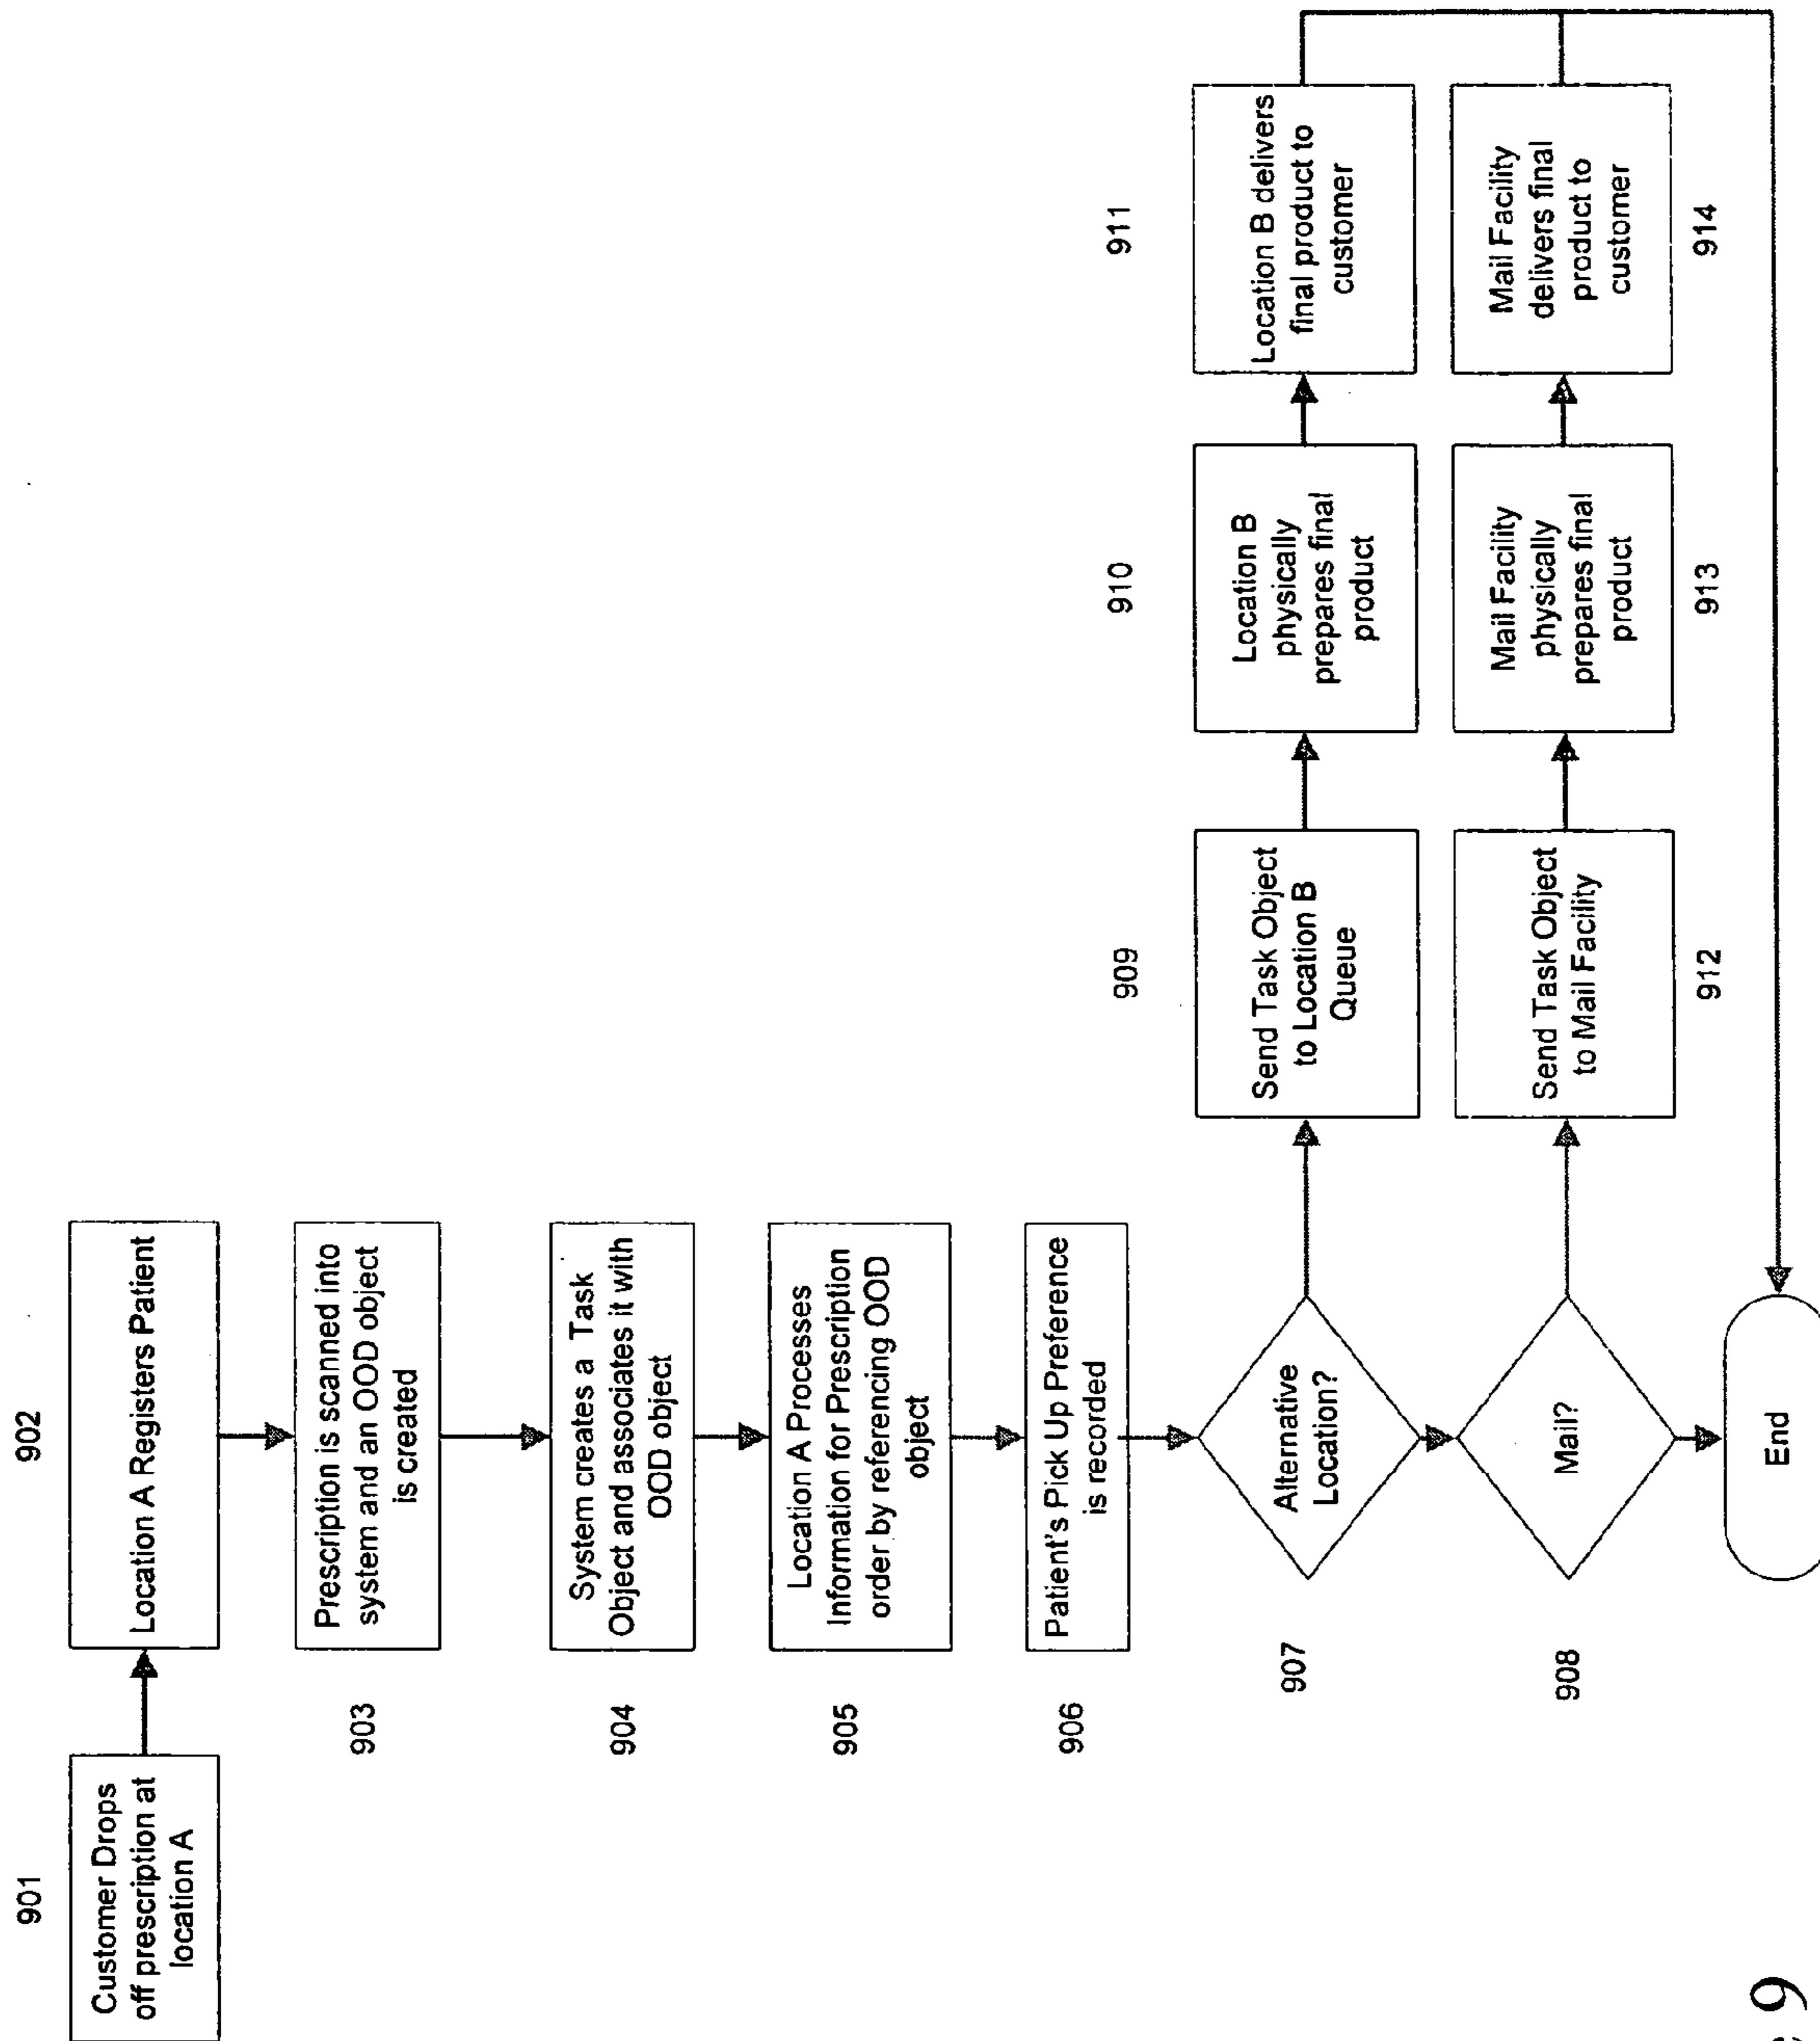 901
Customer Drops
off prescription at
location A
902
Location A Registers Patient
903
Prescription is scanned into
system and an OOD object
is created
904
System creates a Task
Object and associates it with
OOD object
905
Location A Processes
Information for Prescription
order by referencing OOD
object
906
Patient's Pick Up Preference
is recorded
907
Alternative
Location?
909
Send Task Object
to Location B
Queue
910
Location B
physically
prepares final
product
911
Location B delivers
final product to
customer
908
Mail?
Send Task Object
to Mail Facility
912
Mail Facility
physically
prepares final
product
913
Mail Facility
delivers final
product to
customer
914
End
9